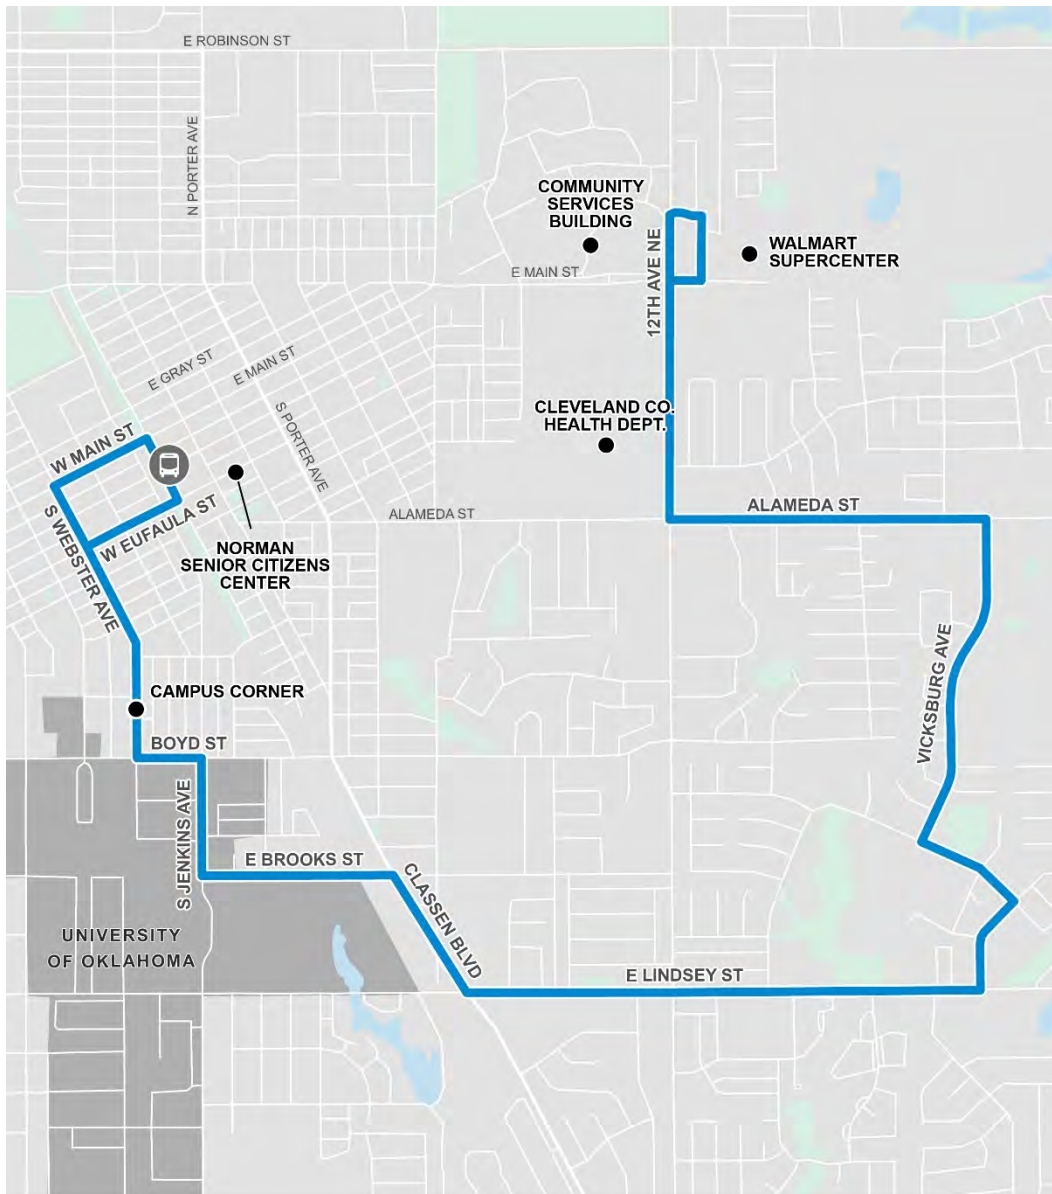 E ROBINSON ST
N PORTER AVE
COMMUNITY
SERVICES
BUILDING
WALMART
SUPERCENTER
E MAIN ST
12TH AVE NE
E GRAY ST
E MAIN ST
S PORTER AVE
CLEVELAND CO.
HEALTH DEPT.
W MAIN ST
W EUFAULA ST
S WEBSTER AVE
ALAMEDA ST
ALAMEDA ST
NORMAN
SENIOR CITIZENS
CENTER
VICKSBURG AVE
CAMPUS CORNER
BOYD ST
S JENKINS AVE
E BROOKS ST
CLASSEN BLVD
UNIVERSITY
OF OKLAHOMA
E LINDSEY ST